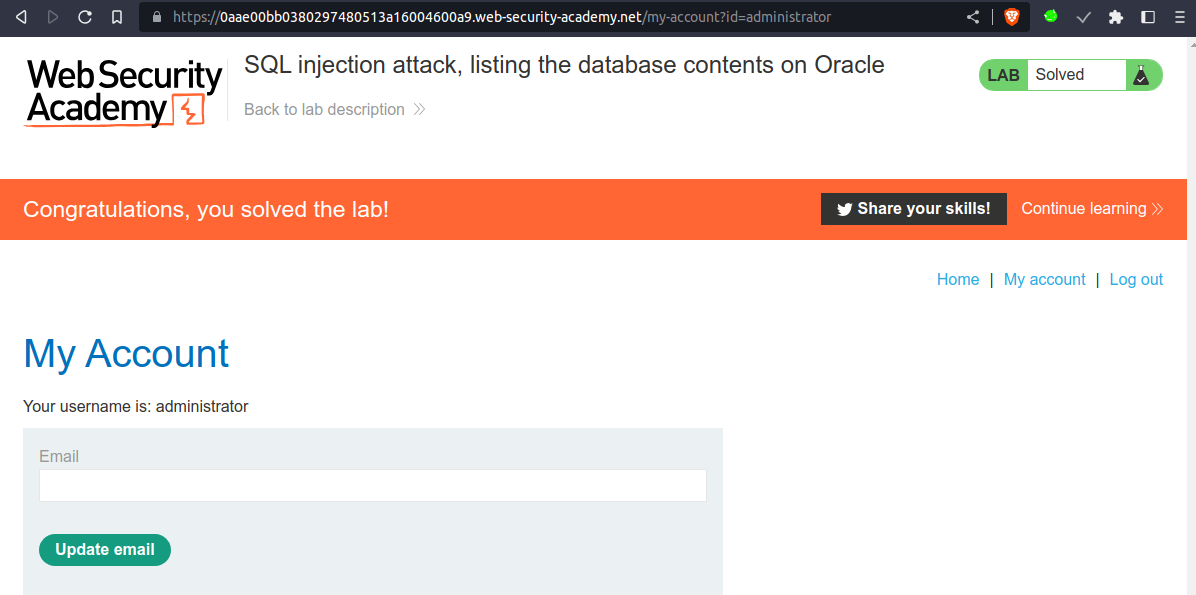 https://0aae00bb0380297480513a16004600a9.web-security-academy.net/my-account?id=administrator
Web Security
Academy
SQL injection attack, listing the database contents on Oracle
Back to lab description
LAB Solved
Congratulations, you solved the lab!
Share your skills!
Continue learning
Home | My account | Log out
My Account
Your username is: administrator
Email
Update email